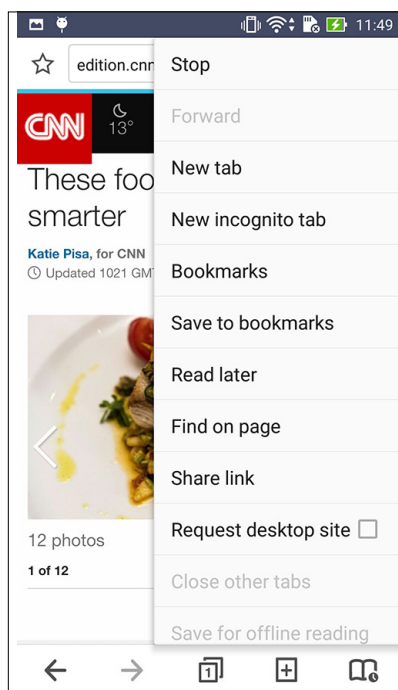 11:49
edition.cnn
Stop
Forward
CNN
13°
New tab
These foo
smarter
New incognito tab
Katie Pisa, for CNN
Updated 1021 GM
Bookmarks
Save to bookmarks
Read later
Find on page
Share link
12 photos
Request desktop site
1 of 12
Close other tabs
Save for offline reading
1